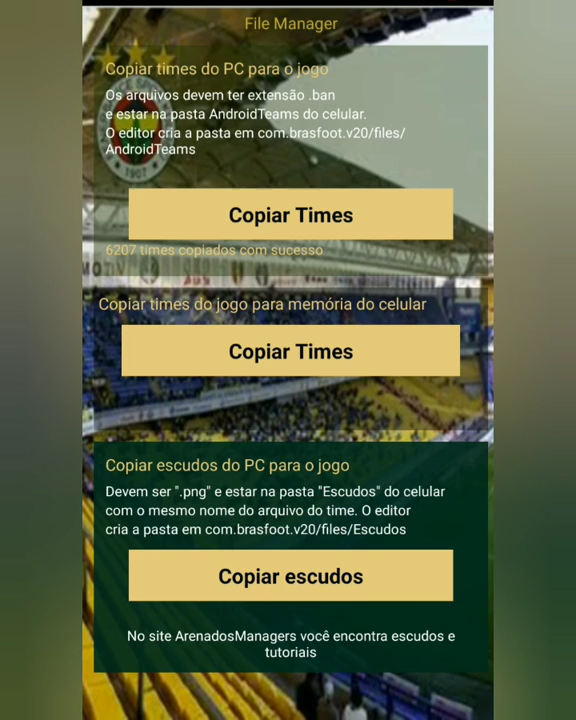 File Manager
Copiar times do PC para o jogo
Os arquivos devem ter extensão .ban
e estar na pasta AndroidTeams do celular.
O editor cria a pasta em com.brasfoot.v20/files/
AndroidTeams
1907
Copiar Times
6207 times copiados com sucesso
Copiar times do jogo para memória do celular
Copiar Times
Copiar escudos do PC para o jogo
Devem ser ".png" e estar na pasta "Escudos" do celular
com o mesmo nome do arquivo do time. O editor
cria a pasta em com.brasfoot.v20/files/Escudos
Copiar escudos
No site ArenadosManagers você encontra escudos e
tutoriais